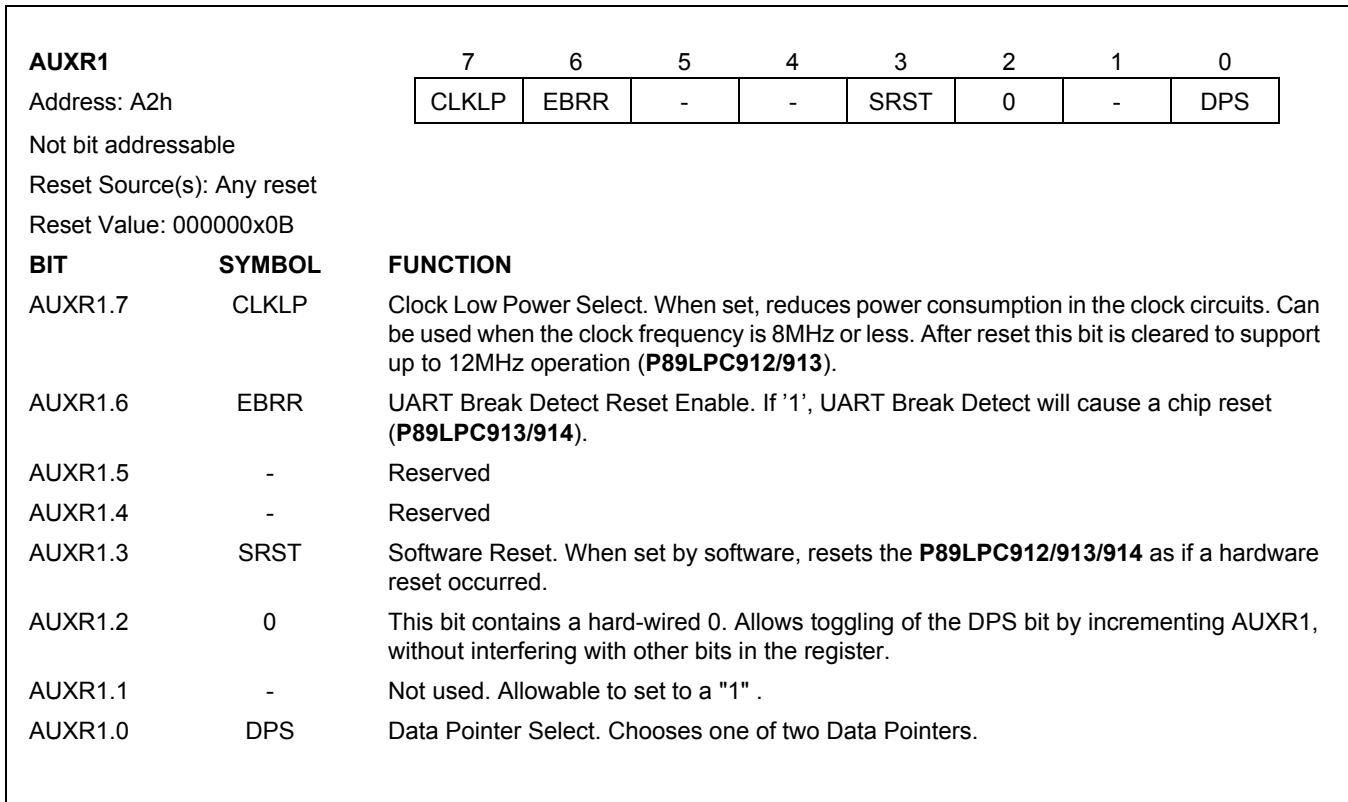 AUXR1 7 6 5 4 3 2 1 0
Address: A2h CLKLP EBRR - - SRST 0 - DPS
Not bit addressable
Reset Source(s): Any reset
Reset Value: 000000x0B
BIT SYMBOL FUNCTION
AUXR1.7 CLKLP Clock Low Power Select. When set, reduces power consumption in the clock circuits. Can
be used when the clock frequency is 8MHz or less. After reset this bit is cleared to support
up to 12MHz operation (P89LPC912/913).
AUXR1.6 EBRR UART Break Detect Reset Enable. If ’1’, UART Break Detect will cause a chip reset
(P89LPC913/914).
AUXR1.5 - Reserved
AUXR1.4 - Reserved
AUXR1.3 SRST Software Reset. When set by software, resets the P89LPC912/913/914 as if a hardware
reset occurred.
AUXR1.2 0 This bit contains a hard-wired 0. Allows toggling of the DPS bit by incrementing AUXR1,
without interfering with other bits in the register.
AUXR1.1 - Not used. Allowable to set to a "1" .
AUXR1.0 DPS Data Pointer Select. Chooses one of two Data Pointers.